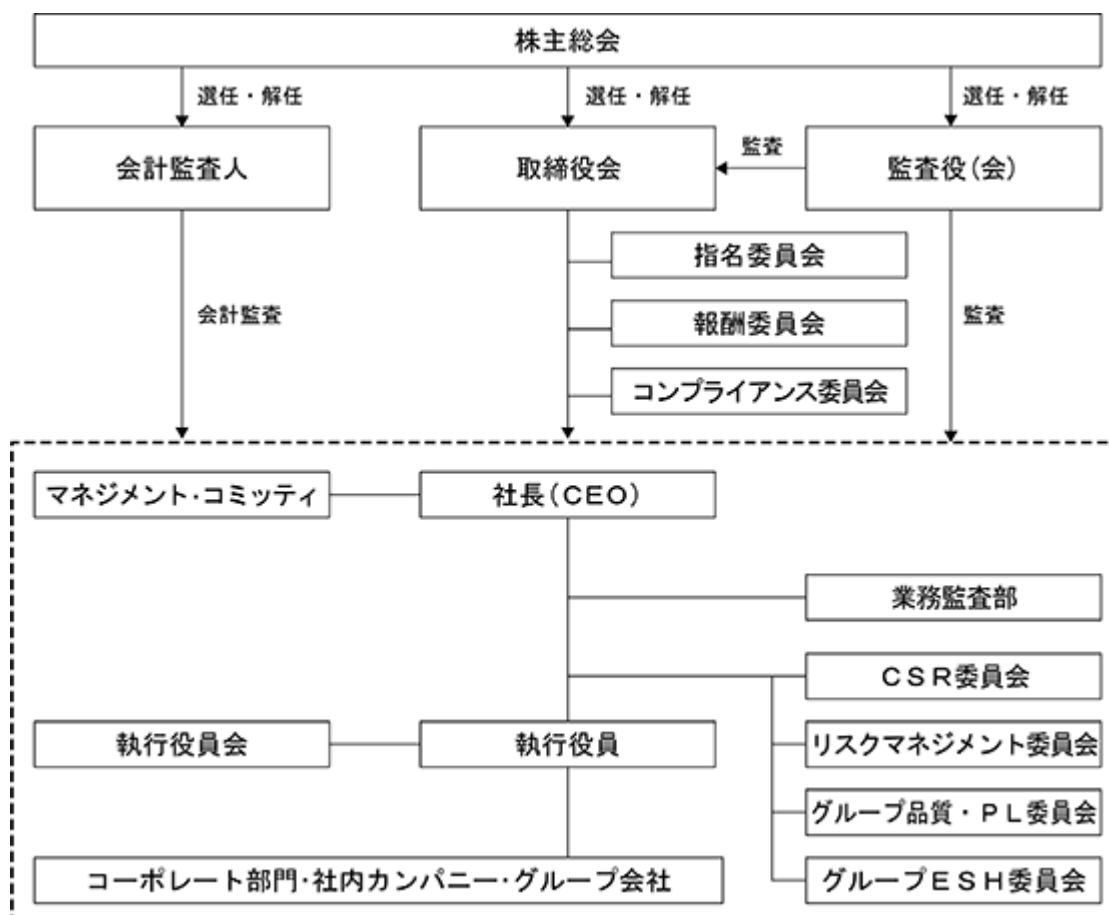 株主総会
選任・解任
選任・解任
選任・解任
会計監査人
取締役会
監査
監査役(会)
指名委員会
会計監査
報酬委員会
監査
コンプライアンス委員会
マネジメント・コミッティ
社長(CEO)
業務監査部
CSR委員会
執行役員会
執行役員
リスクマネジメント委員会
グループ品質・PL委員会
コーポレート部門・社内カンパニー・グループ会社
グループESH委員会